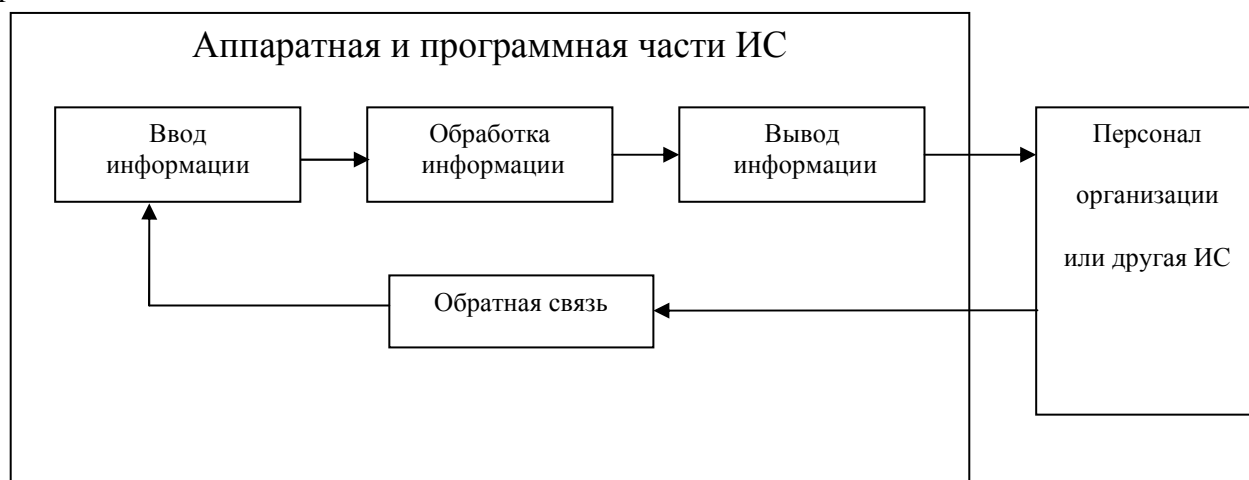 Аппаратная и программная части ИС
Ввод
информации
Обработка
информации
Вывод
информации
Персонал
организации
или другая ИС
Обратная связь